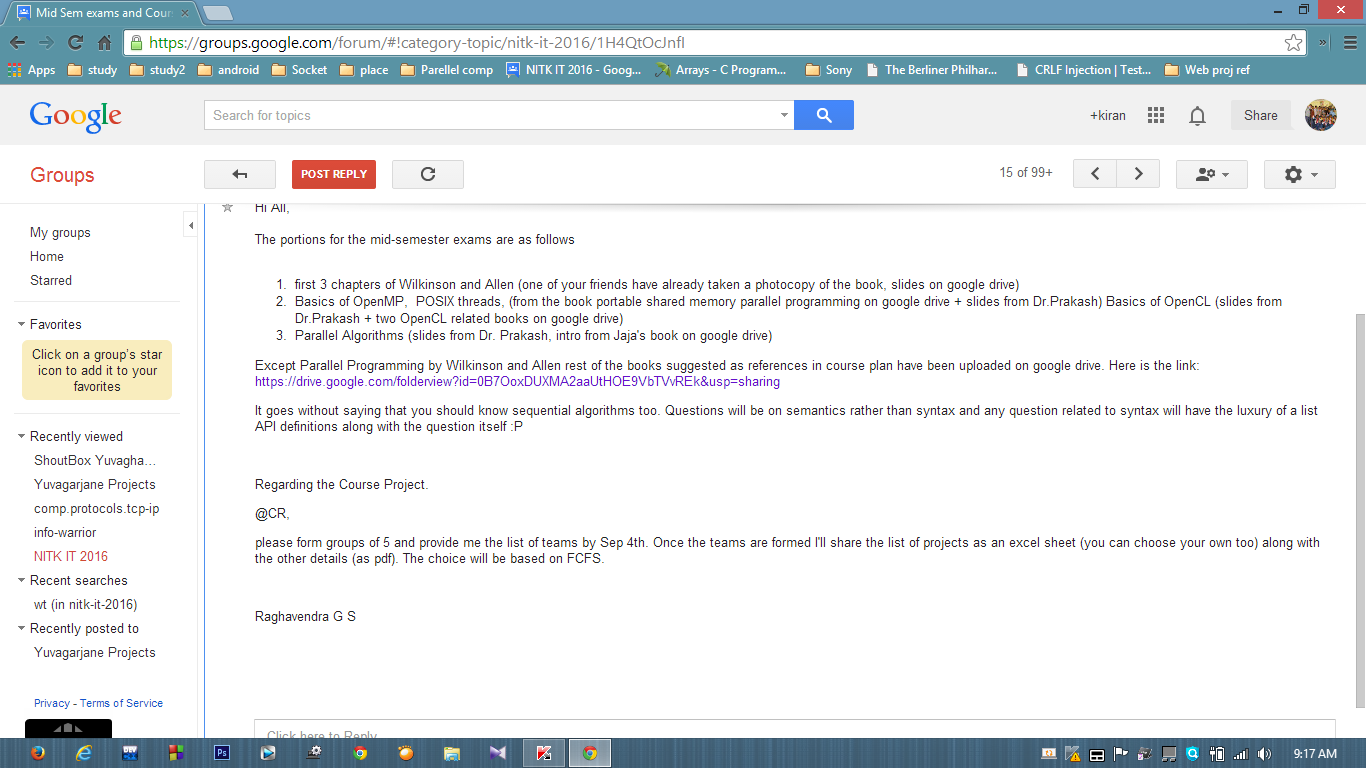 Mid Sem exams and Cour
https://groups.google.com/forum/#!category-topic/nitk-it-2016/1H4QtOcJnfI
Apps study study2 android Socket place Parellel comp NITK IT 2016 - Goog... Arrays - C Program... Sony The Berliner Philhar... CRLF Injection | Test... Web proj ref
Google
Search for topics
+kiran
Share
Groups
POST REPLY
15 of 99+
My groups
Home
Starred
Favorites
Click on a group's star
icon to add it to your
favorites
Recently viewed
ShoutBox Yuvagha...
Yuvagarjane Projects
comp.protocols.tcp-ip
info-warrior
NITK IT 2016
Recent searches
wt (in nitk-it-2016)
Recently posted to
Yuvagarjane Projects
Privacy - Terms of Service
Hi All,
The portions for the mid-semester exams are as follows
1. first 3 chapters of Wilkinson and Allen (one of your friends have already taken a photocopy of the book, slides on google drive)
2. Basics of OpenMP, POSIX threads, (from the book portable shared memory parallel programming on google drive + slides from Dr.Prakash) Basics of OpenCL (slides from
Dr.Prakash + two OpenCL related books on google drive)
3. Parallel Algorithms (slides from Dr. Prakash, intro from Jaja's book on google drive)
Except Parallel Programming by Wilkinson and Allen rest of the books suggested as references in course plan have been uploaded on google drive. Here is the link:
https://drive.google.com/folderview?id=0B7OoxDUXMA2aaUtHOE9VbTVvREk&usp=sharing
It goes without saying that you should know sequential algorithms too. Questions will be on semantics rather than syntax and any question related to syntax will have the luxury of a list
API definitions along with the question itself :P
Regarding the Course Project.
@CR,
please form groups of 5 and provide me the list of teams by Sep 4th. Once the teams are formed I'll share the list of projects as an excel sheet (you can choose your own too) along with
the other details (as pdf). The choice will be based on FCFS.
Raghavendra G S
Click here to Reply
9:17 AM